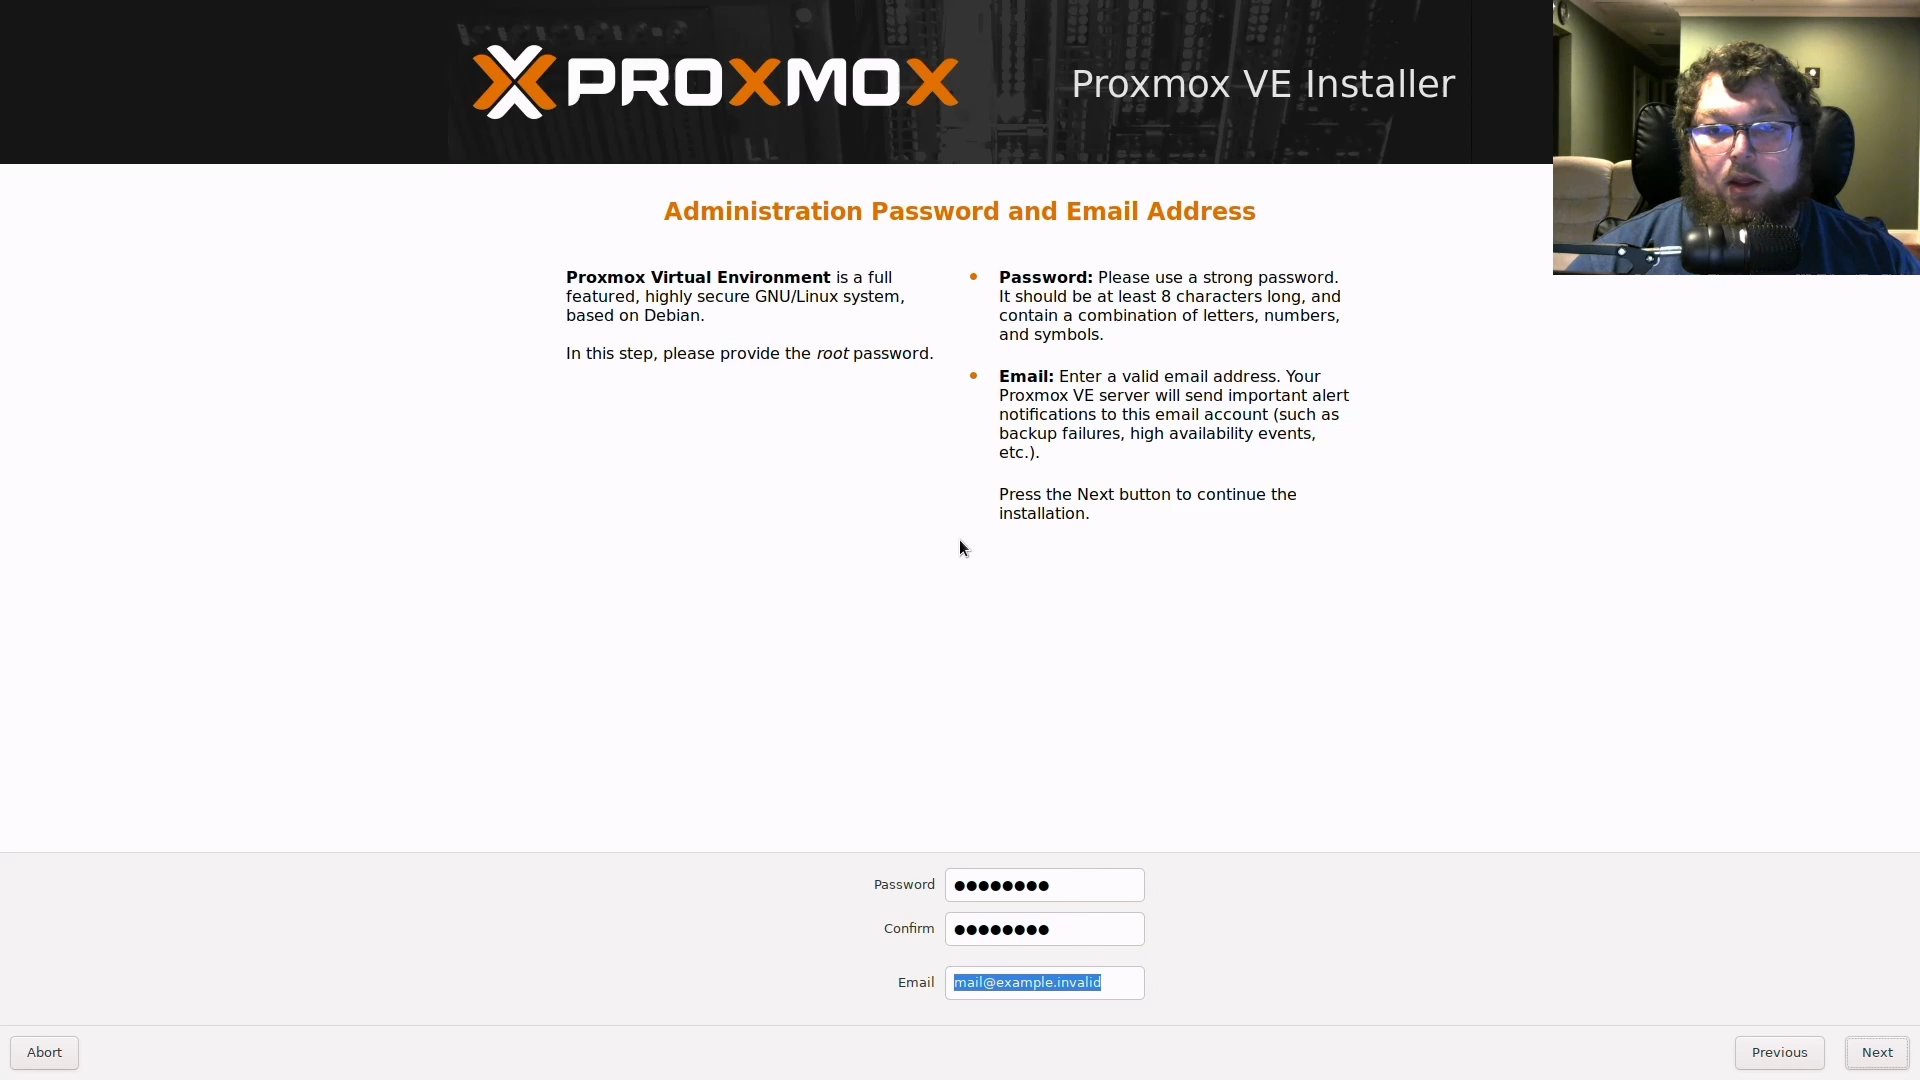 PROXMOX
Proxmox VE Installer
Administration Password and Email Address
Proxmox Virtual Environment is a full
featured, highly secure GNU/Linux system,
based on Debian.
In this step, please provide the root password.
• Password: Please use a strong password.
It should be at least 8 characters long, and
contain a combination of letters, numbers,
and symbols.
• Email: Enter a valid email address. Your
Proxmox VE server will send important alert
notifications to this email account (such as
backup failures, high availability events,
etc.).
Press the Next button to continue the
installation.
Password ●●●●●●●●
Confirm ●●●●●●●●
Email mail@example.invalid
Abort
Previous
Next